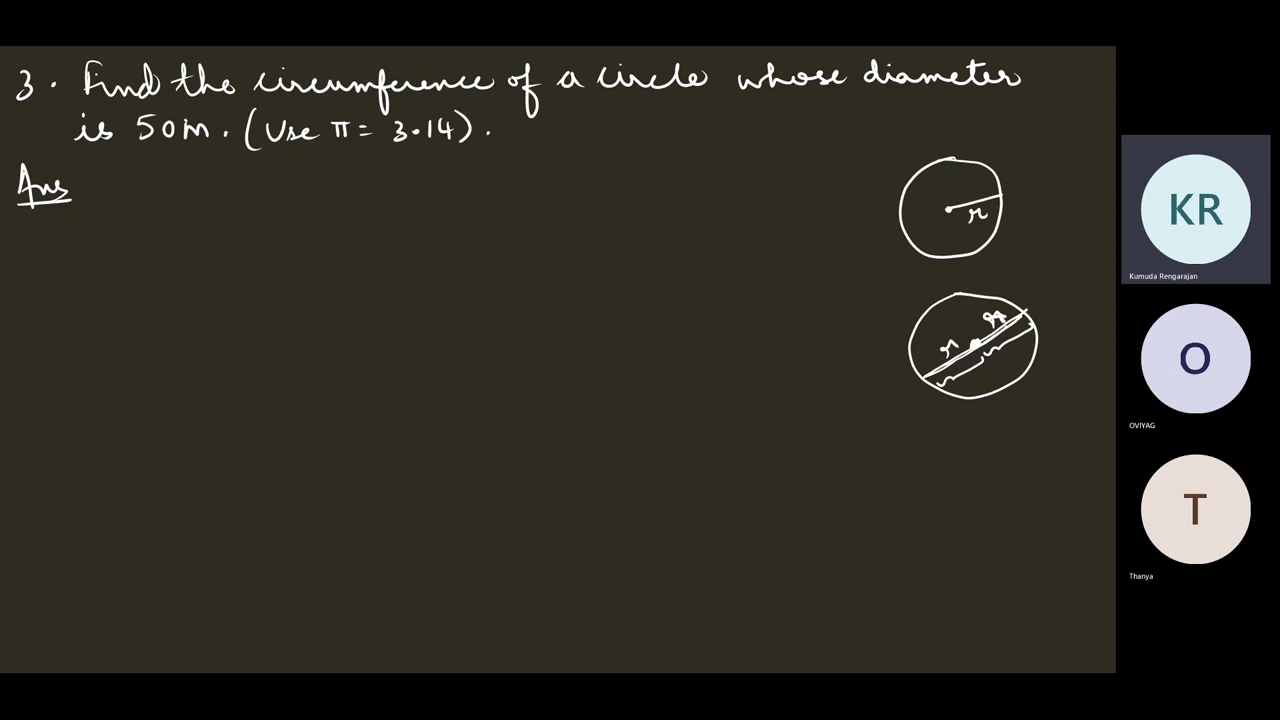 3. Find the circumference of a circle whose diameter
is 50m. (Use π = 3.14).
Ans
r
r
r
KR
Kumuda Rengarajan
O
OVIYAG
T
Thanya